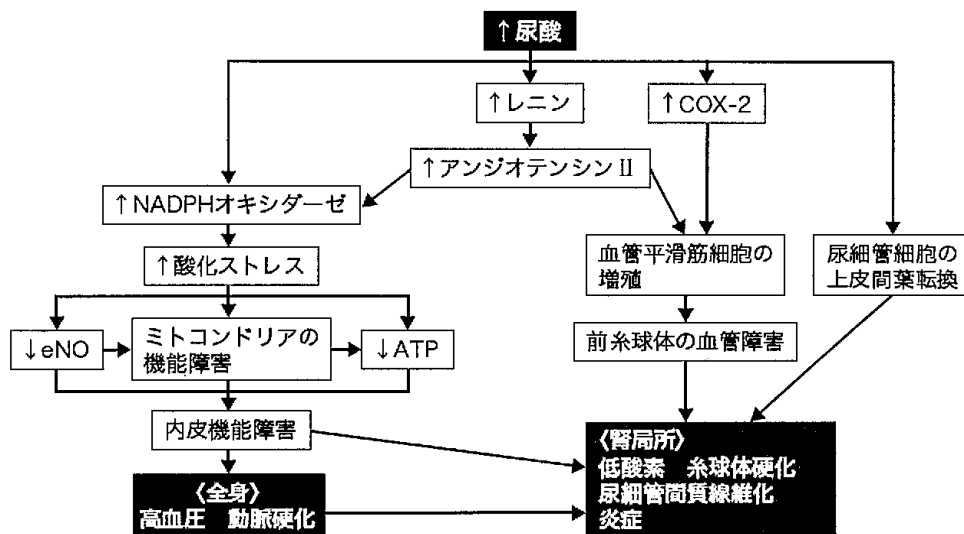 ↑尿酸
↑レニン
↑COX-2
↑アンジオテンシンⅡ
↑NADPHオキシダーゼ
↑酸化ストレス
血管平滑筋細胞の
増殖
尿細管細胞の
上皮間葉転換
↓eNO
ミトコンドリアの
機能障害
↓ATP
前糸球体の血管障害
内皮機能障害
〈腎局所〉
低酸素　糸球体硬化
尿細管間質線維化
炎症
〈全身〉
高血圧　動脈硬化